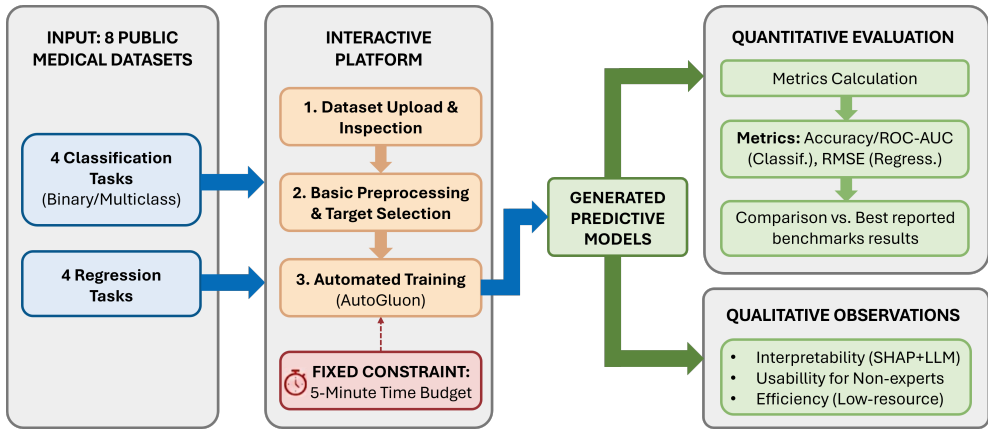 INPUT: 8 PUBLIC
MEDICAL DATASETS
4 Classification
Tasks
(Binary/Multiclass)
4 Regression
Tasks
INTERACTIVE
PLATFORM
1. Dataset Upload &
Inspection
2. Basic Preprocessing
& Target Selection
3. Automated Training
(AutoGluon)
FIXED CONSTRAINT:
5-Minute Time Budget
GENERATED
PREDICTIVE
MODELS
QUANTITATIVE EVALUATION
Metrics Calculation
Metrics: Accuracy/ROC-AUC
(Classif.), RMSE (Regress.)
Comparison vs. Best reported
benchmarks results
QUALITATIVE OBSERVATIONS
• Interpretability (SHAP+LLM)
• Usability for Non-experts
• Efficiency (Low-resource)